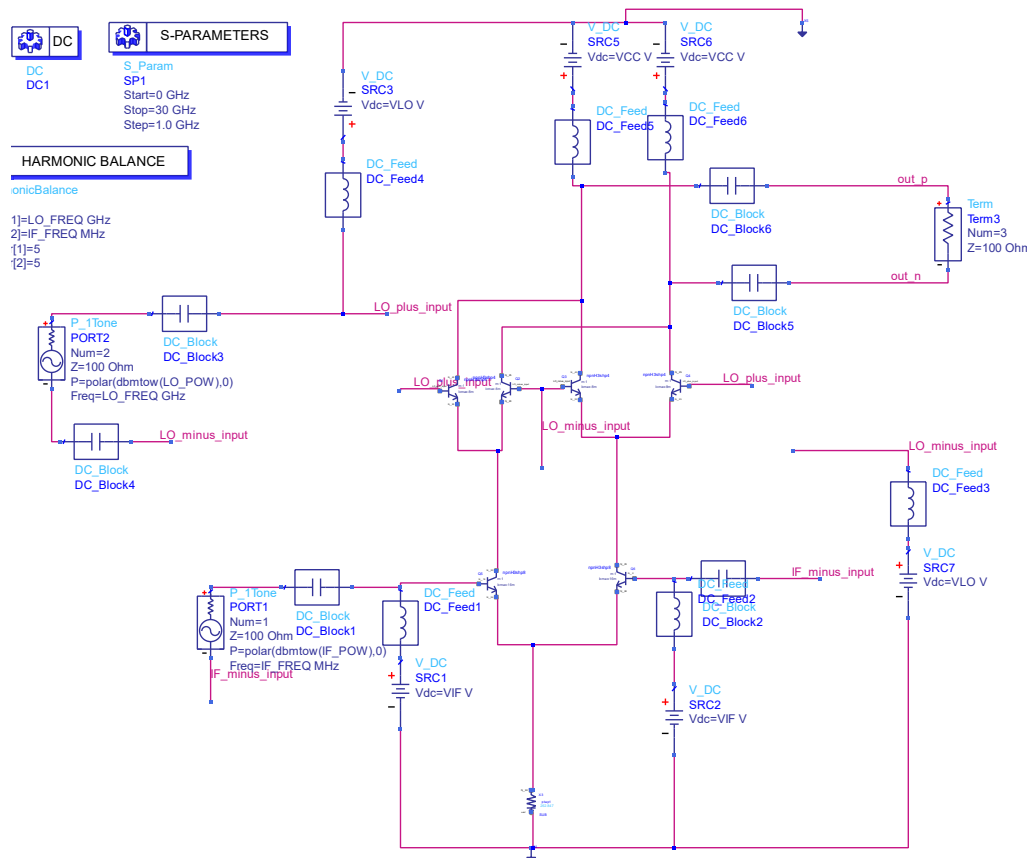 DC
DC
DC1
S-PARAMETERS
S_Param
SP1
Start=0 GHz
Stop=30 GHz
Step=1.0 GHz
HARMONIC BALANCE
onicBalance
1]=LO_FREQ GHz
2]=IF_FREQ MHz
[1]=5
[2]=5
V_DC
SRC3
Vdc=VLO V
DC_Feed
DC_Feed4
V_DC
SRC5
Vdc=VCC V
V_DC
SRC6
Vdc=VCC V
DC_Feed
DC_Feed5
DC_Feed
DC_Feed6
DC_Block
DC_Block6
out_p
Term
Term3
Num=3
Z=100 Ohm
out_n
DC_Block
DC_Block5
LO_plus_input
DC_Block
DC_Block3
P_1Tone
PORT2
Num=2
Z=100 Ohm
P=polar(dbmtow(LO_POW),0)
Freq=LO_FREQ GHz
LO_minus_input
DC_Block
DC_Block4
LO_plus_input
LO_plus_input
LO_minus_input
LO_minus_input
DC_Feed
DC_Feed3
V_DC
SRC7
Vdc=VLO V
P_1Tone
PORT1
Num=1
Z=100 Ohm
P=polar(dbmtow(IF_POW),0)
Freq=IF_FREQ MHz
IF_minus_input
DC_Block
DC_Block1
DC_Feed
DC_Feed1
V_DC
SRC1
Vdc=VIF V
DC_Feed
DC_Feed2
DC_Block
DC_Block2
IF_minus_input
V_DC
SRC2
Vdc=VIF V